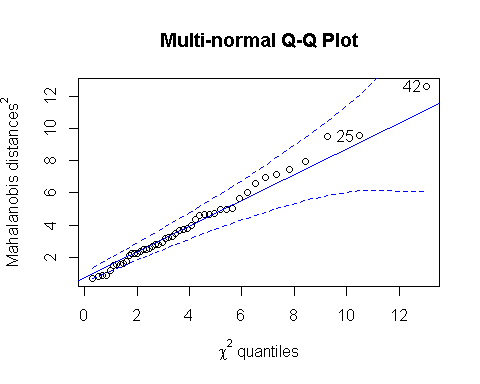 Multi-normal Q-Q Plot
Mahalanobis distances²
12
10
8
6
4
2
42
25
0 2 4 6 8 10 12
χ² quantiles